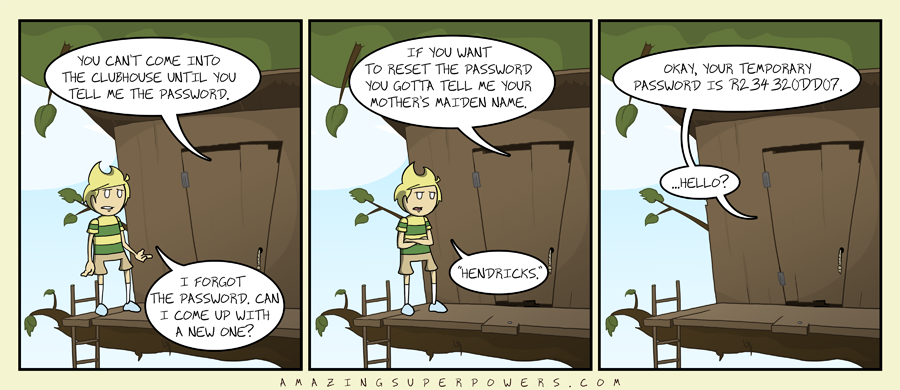 YOU CAN'T COME INTO
THE CLUBHOUSE UNTIL YOU
TELL ME THE PASSWORD.
I FORGOT
THE PASSWORD. CAN
I COME UP WITH
A NEW ONE?
IF YOU WANT
TO RESET THE PASSWORD
YOU GOTTA TELL ME YOUR
MOTHER'S MAIDEN NAME.
"HENDRICKS."
OKAY, YOUR TEMPORARY
PASSWORD IS R234320DD07.
...HELLO?
AMAZINGSUPERPOWERS.COM